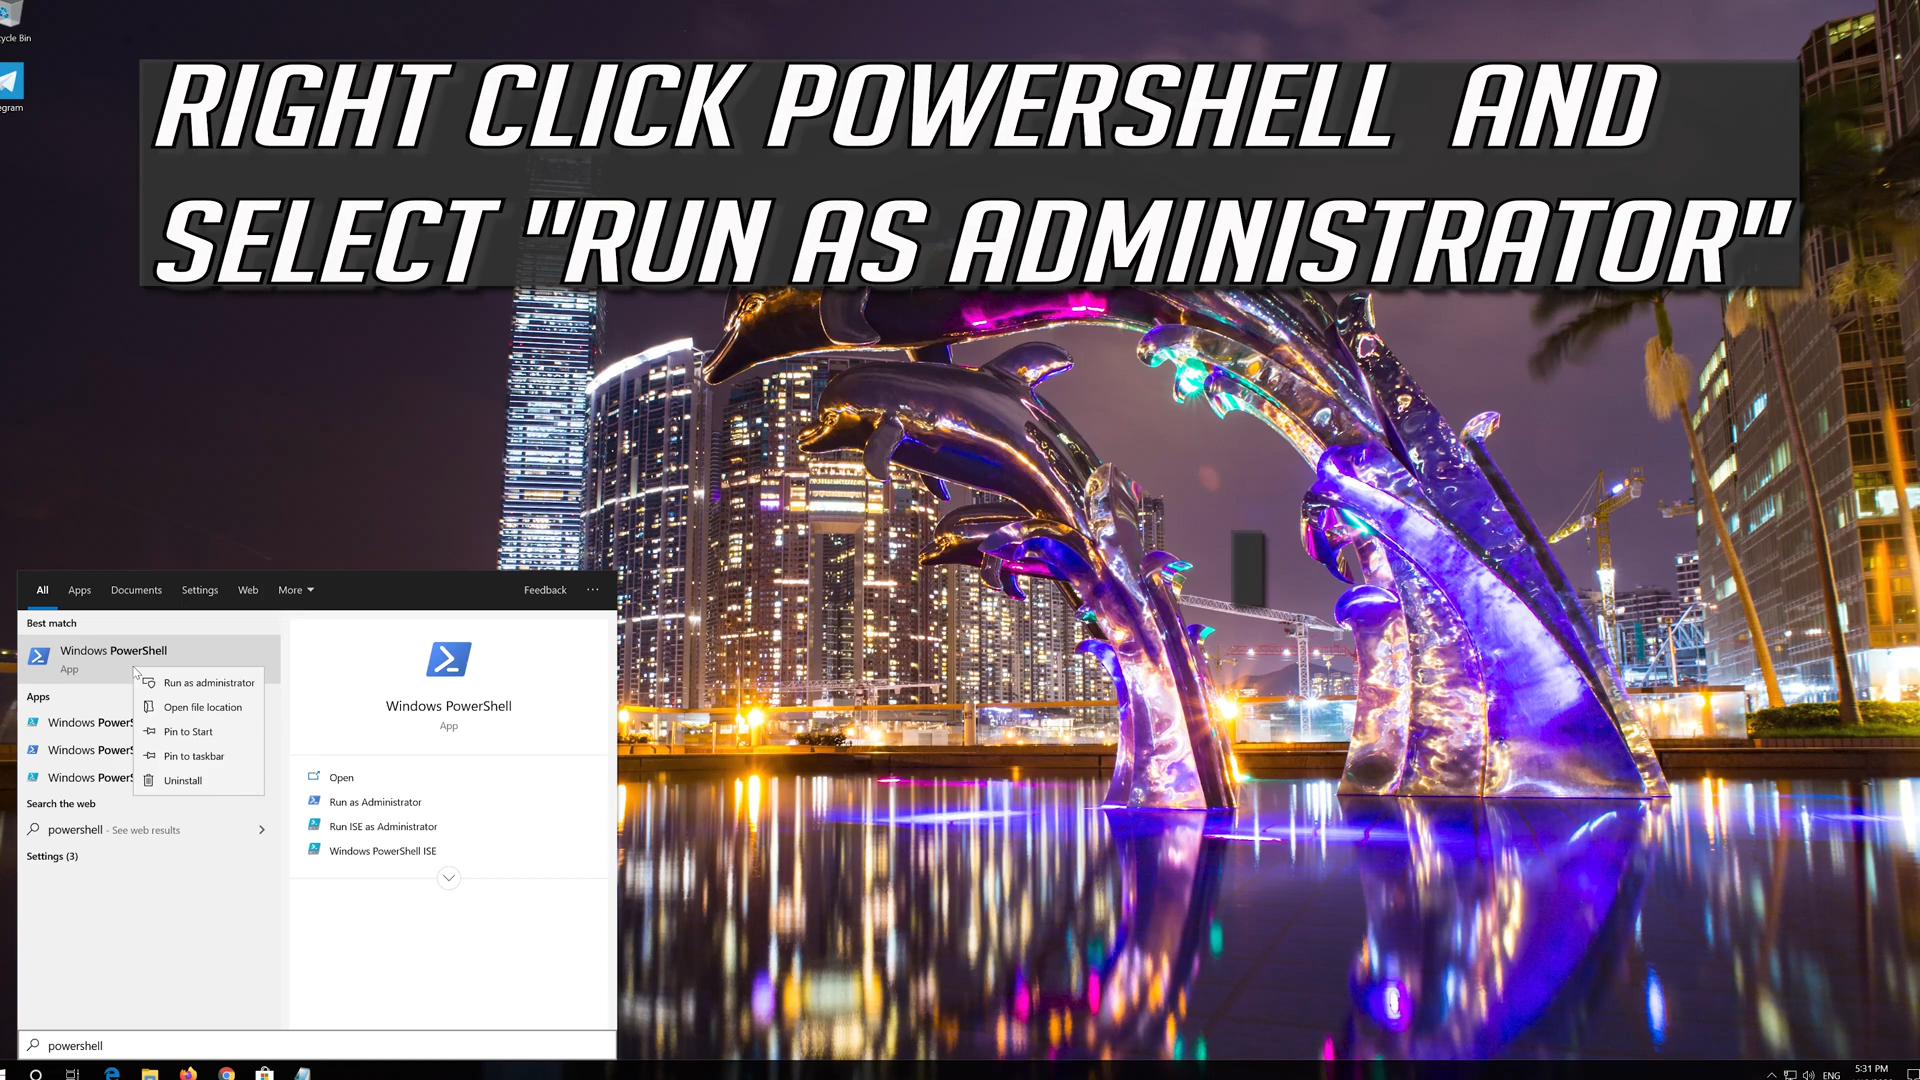 RIGHT CLICK POWERSHELL AND
SELECT "RUN AS ADMINISTRATOR"
cycle Bin
egram
All Apps Documents Settings Web More Feedback ...
Best match
Windows PowerShell
App
Run as administrator
Open file location
Pin to Start
Pin to taskbar
Uninstall
Apps
Windows PowerS
Windows PowerS
Windows PowerS
Search the web
powershell - See web results
Settings (3)
Windows PowerShell
App
Open
Run as Administrator
Run ISE as Administrator
Windows PowerShell ISE
powershell
ENG
5:31 PM